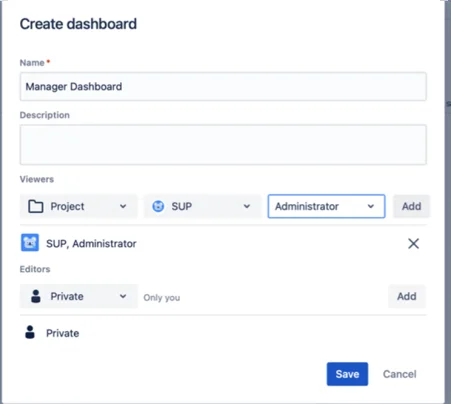 Create dashboard
Name*
Manager Dashboard
Description
Viewers
Project SUP Administrator Add
SUP, Administrator
Editors
Private Only you Add
Private
Save Cancel